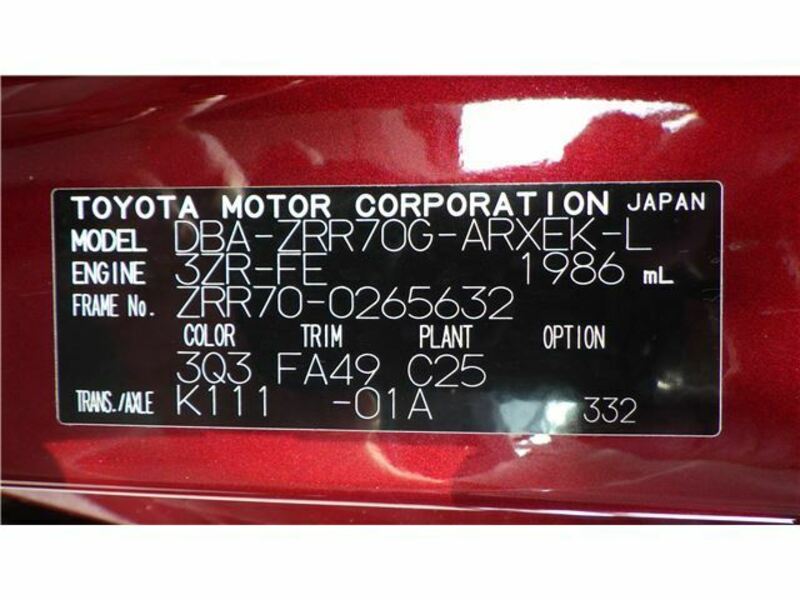 TOYOTA MOTOR CORPORATION JAPAN
MODEL DBA-ZRR70G-ARXEK-L
ENGINE 3ZR-FE 1986 mL
FRAME No. ZRR70-0265632
COLOR TRIM PLANT OPTION
3Q3 FA49 C25
TRANS./AXLE K111 -01A 332